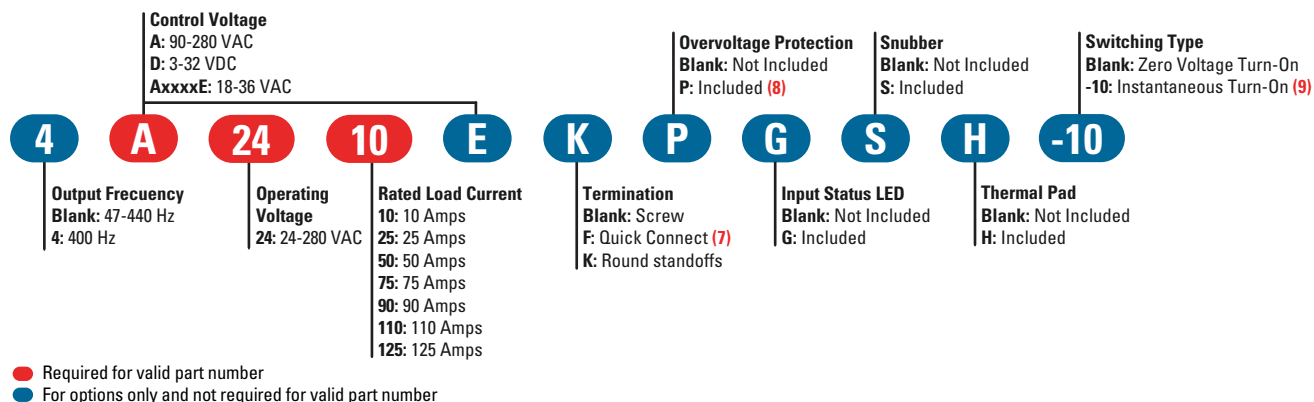 Control Voltage
A: 90-280 VAC
D: 3-32 VDC
AxxxxE: 18-36 VAC
Overvoltage Protection
Blank: Not Included
P: Included (8)
Snubber
Blank: Not Included
S: Included
Switching Type
Blank: Zero Voltage Turn-On
-10: Instantaneous Turn-On (9)
4 A 24 10 E K P G S H -10
Output Frecuency
Blank: 47-440 Hz
4: 400 Hz
Operating
Voltage
24: 24-280 VAC
Rated Load Current
10: 10 Amps
25: 25 Amps
50: 50 Amps
75: 75 Amps
90: 90 Amps
110: 110 Amps
125: 125 Amps
Termination
Blank: Screw
F: Quick Connect (7)
K: Round standoffs
Input Status LED
Blank: Not Included
G: Included
Thermal Pad
Blank: Not Included
H: Included
Required for valid part number
For options only and not required for valid part number